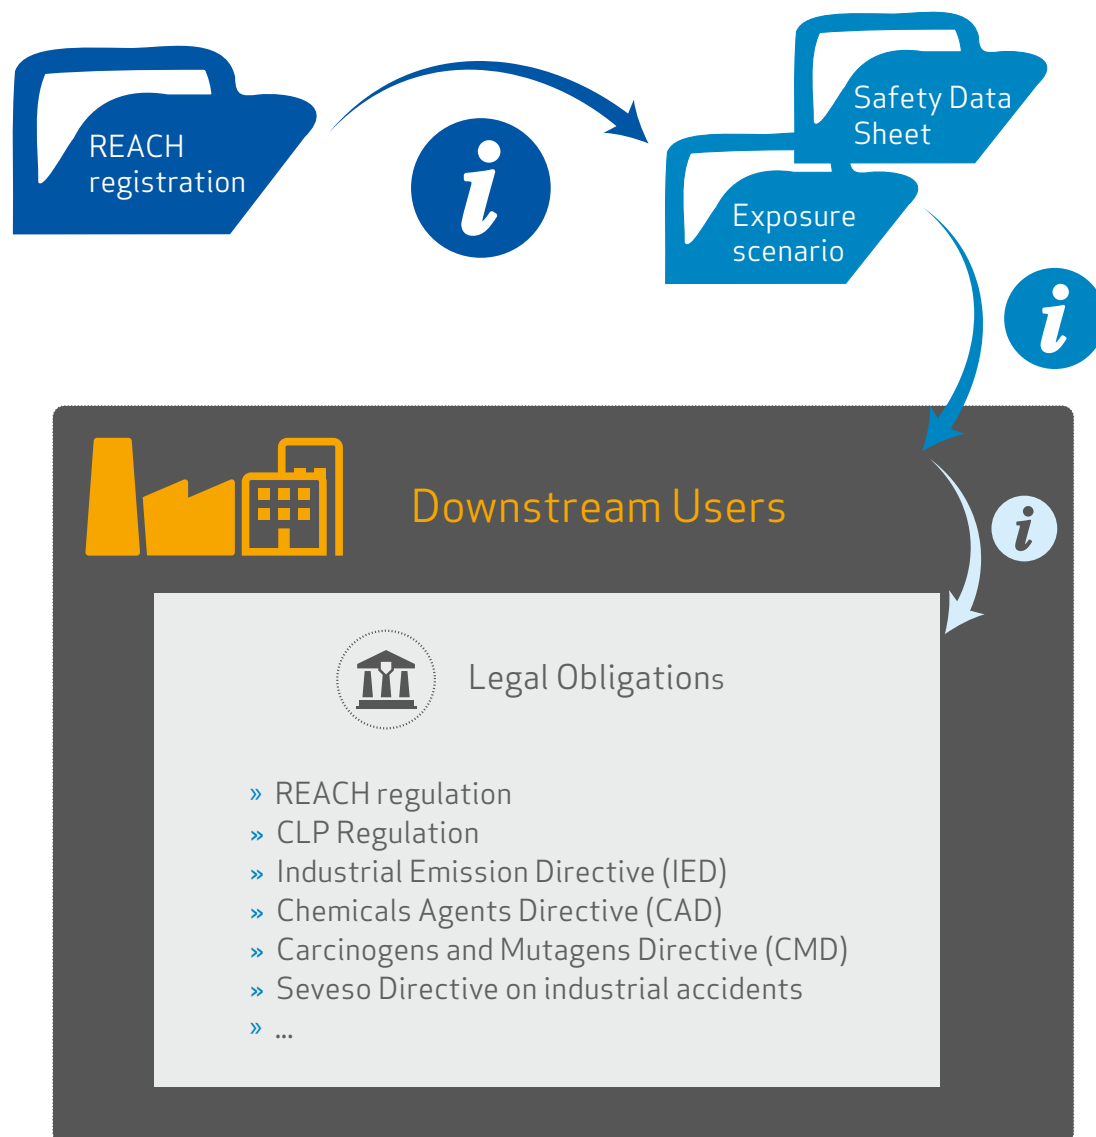 REACH
registration
i
Safety Data
Sheet
Exposure
scenario
i
Downstream Users
i
Legal Obligations
» REACH regulation
» CLP Regulation
» Industrial Emission Directive (IED)
» Chemicals Agents Directive (CAD)
» Carcinogens and Mutagens Directive (CMD)
» Seveso Directive on industrial accidents
» ...